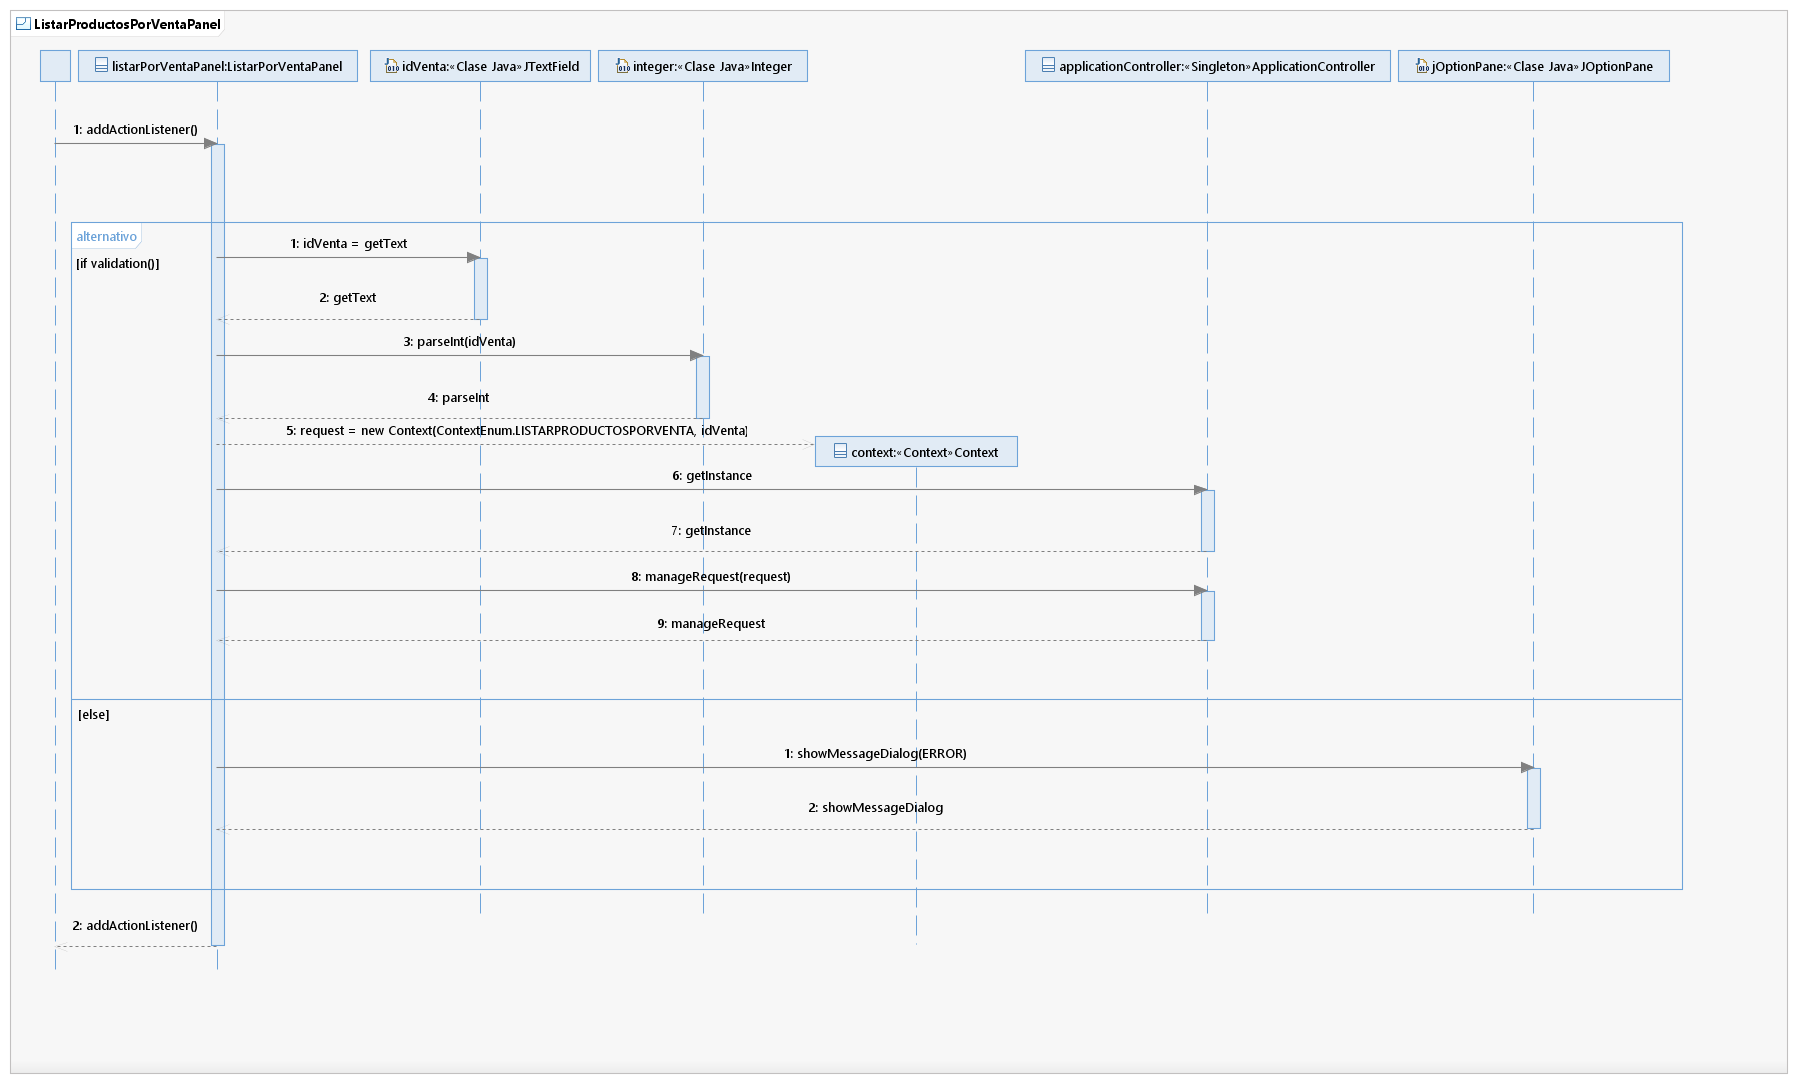 ListarProductosPorVentaPanel
listarPorVentaPanel:ListarPorVentaPanel
idVenta:«Clase Java»JTextField
integer:«Clase Java»Integer
applicationController:«Singleton»ApplicationController
jOptionPane:«Clase Java»JOptionPane
1: addActionListener()
alternativo
1: idVenta = getText
[if validation()]
2: getText
3: parseInt(idVenta)
4: parseInt
5: request = new Context(ContextEnum.LISTARPRODUCTOSPORVENTA, idVenta)
context:«Context»Context
6: getInstance
7: getInstance
8: manageRequest(request)
9: manageRequest
[else]
1: showMessageDialog(ERROR)
2: showMessageDialog
2: addActionListener()